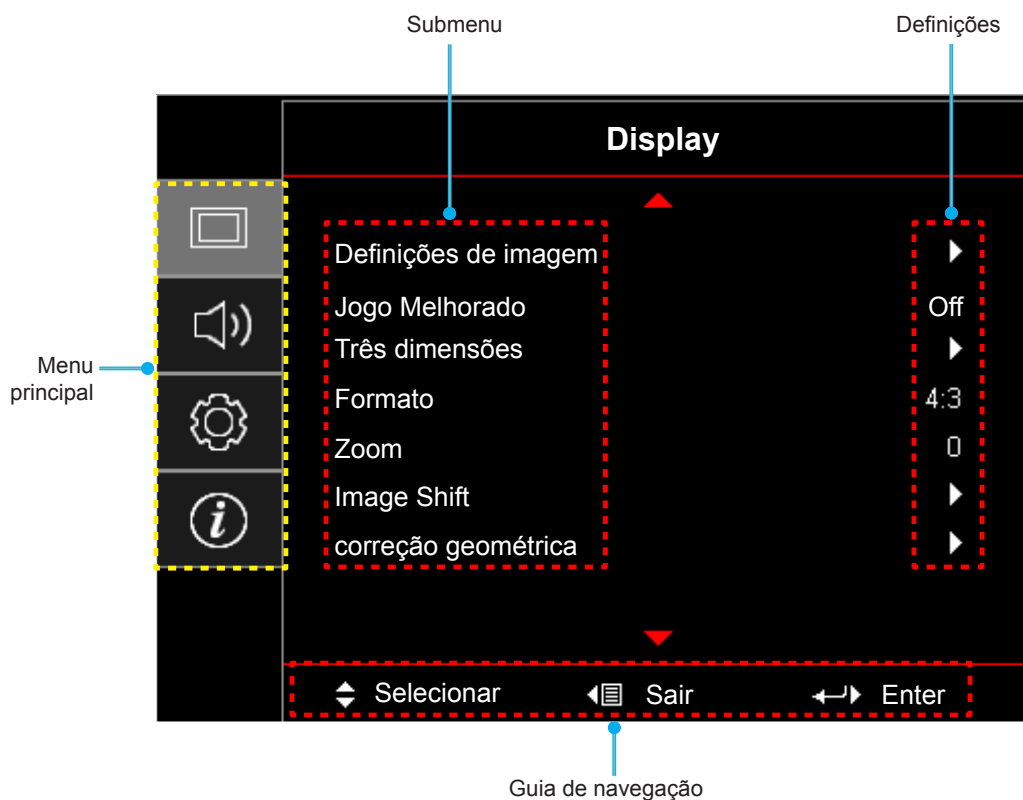 Submenu
Definições
Display
Definições de imagem
Jogo Melhorado Off
Três dimensões
Menu
principal
Formato 4:3
Zoom 0
Image Shift
correção geométrica
Selecionar Sair Enter
Guia de navegação